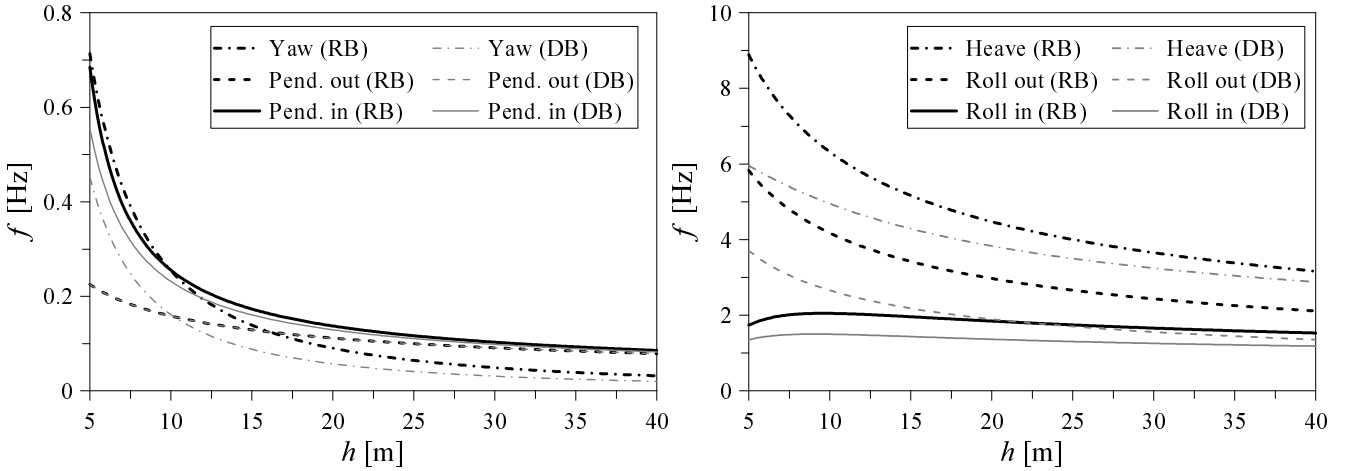 0.8
0.6
0.4
0.2
0
f [Hz]
Yaw (RB)
Yaw (DB)
Pend. out (RB)
Pend. out (DB)
Pend. in (RB)
Pend. in (DB)
5 10 15 20 25 30 35 40
h [m]
10
8
6
4
2
0
f [Hz]
Heave (RB)
Heave (DB)
Roll out (RB)
Roll out (DB)
Roll in (RB)
Roll in (DB)
5 10 15 20 25 30 35 40
h [m]